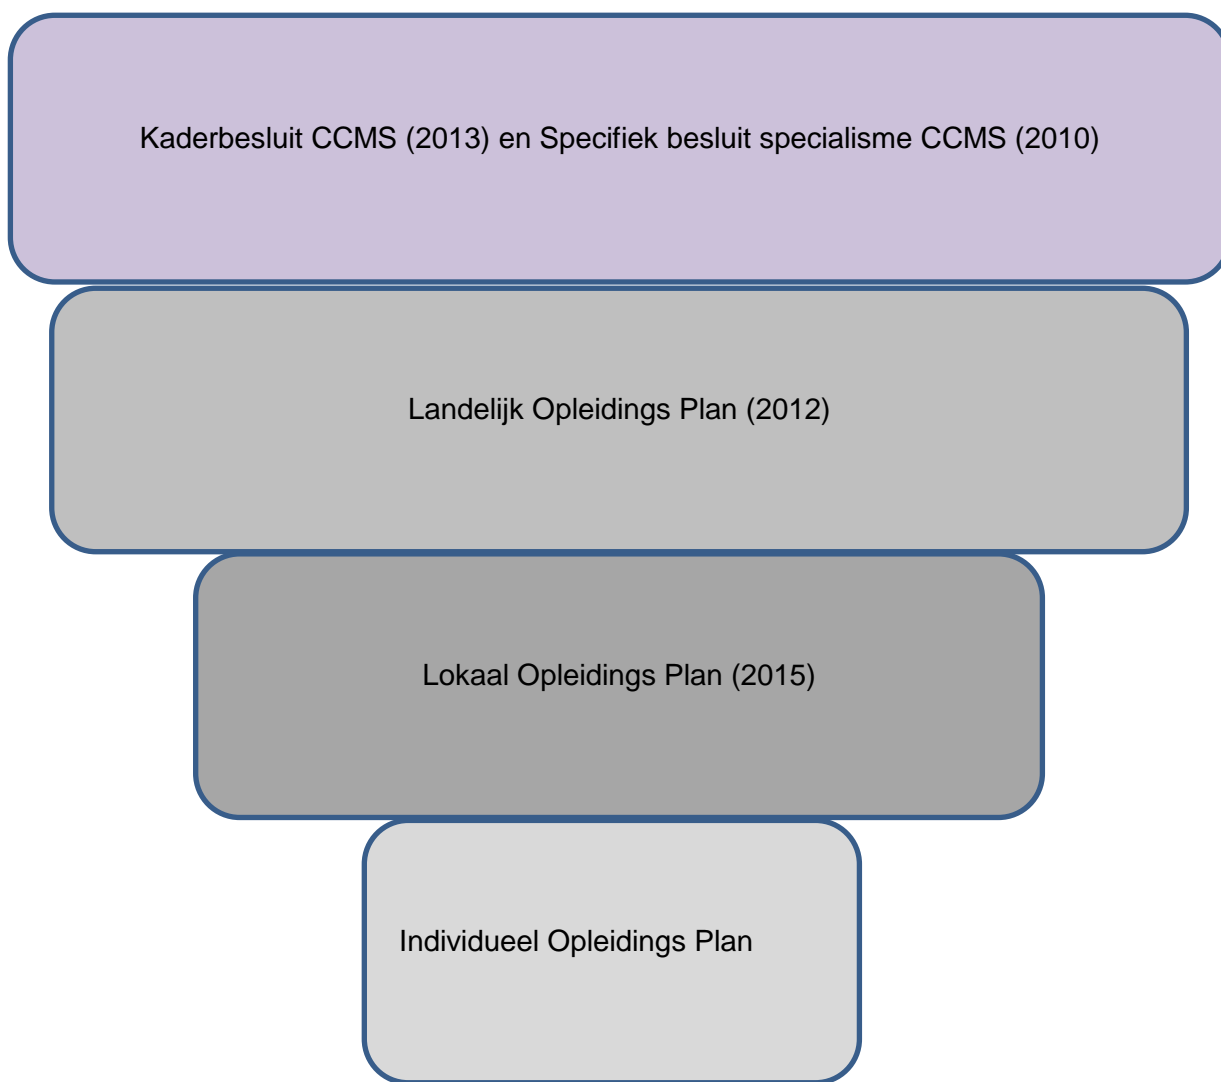 Kaderbesluit CCMS (2013) en Specifiek besluit specialisme CCMS (2010)
Landelijk Opleidings Plan (2012)
Lokaal Opleidings Plan (2015)
Individueel Opleidings Plan